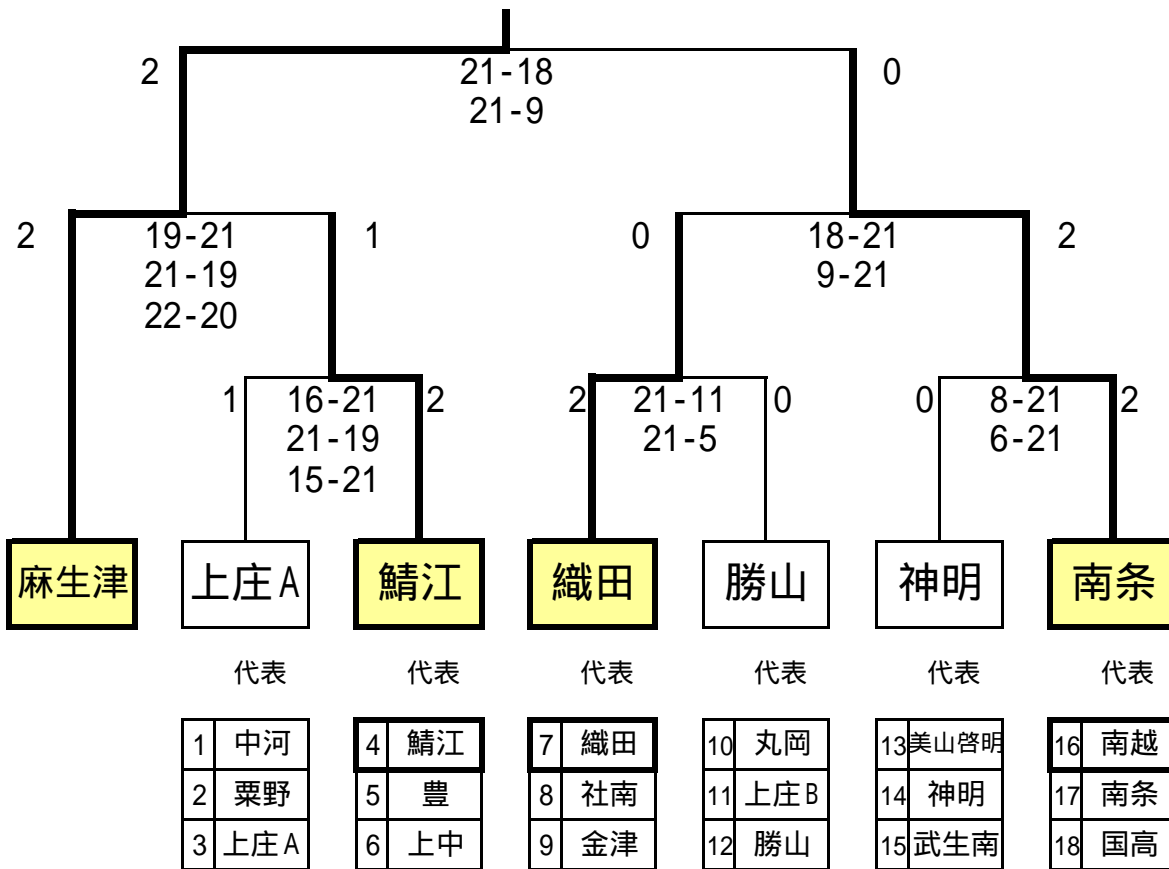 2 21-18 0
21-9
2 19-21 1 0 18-21 2
21-19 9-21
22-20
1 16-21 2 2 21-11 0 0 8-21 2
21-19 21-5 6-21
15-21
麻生津 上庄A 鯖江 織田 勝山 神明 南条
代表 代表 代表 代表 代表 代表
1 中河 4 鯖江 7 織田 10 丸岡 13 美山啓明 16 南越
2 粟野 5 豊 8 社南 11 上庄B 14 神明 17 南条
3 上庄A 6 上中 9 金津 12 勝山 15 武生南 18 国高